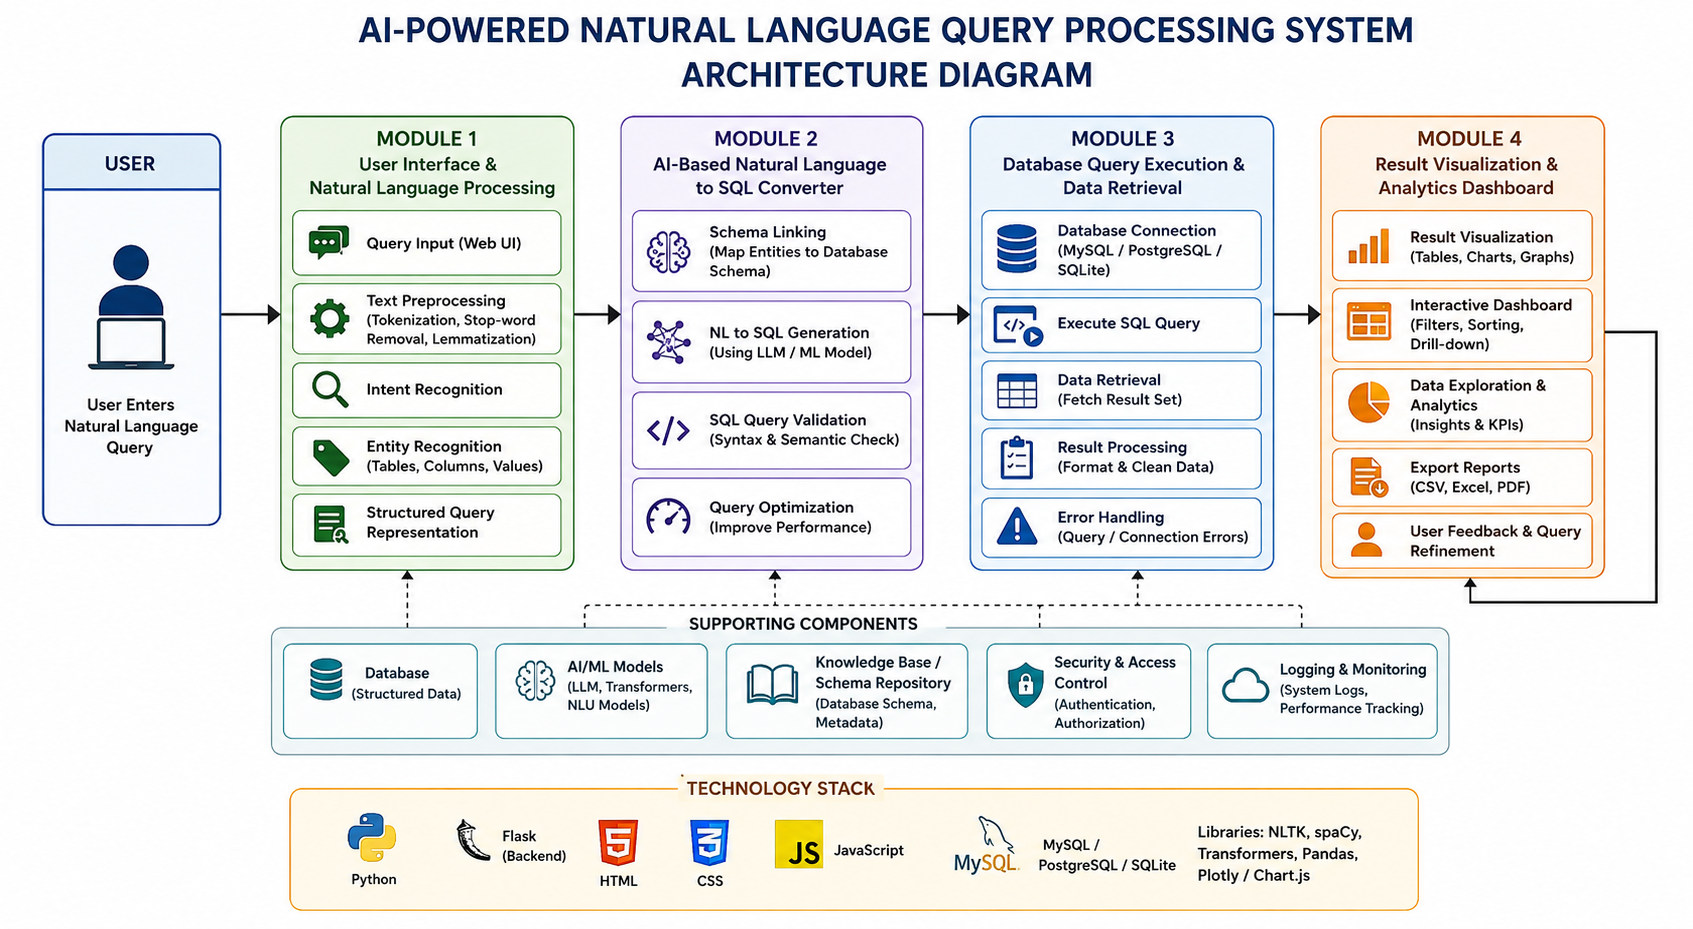 AI-POWERED NATURAL LANGUAGE QUERY PROCESSING SYSTEM
ARCHITECTURE DIAGRAM
USER
User Enters
Natural Language
Query
MODULE 1
User Interface &
Natural Language Processing
Query Input (Web UI)
Text Preprocessing
(Tokenization, Stop-word
Removal, Lemmatization)
Intent Recognition
Entity Recognition
(Tables, Columns, Values)
Structured Query
Representation
MODULE 2
AI-Based Natural Language
to SQL Converter
Schema Linking
(Map Entities to Database
Schema)
NL to SQL Generation
(Using LLM / ML Model)
</>
SQL Query Validation
(Syntax & Semantic Check)
Query Optimization
(Improve Performance)
MODULE 3
Database Query Execution &
Data Retrieval
Database Connection
(MySQL / PostgreSQL /
SQLite)
</>
Execute SQL Query
Data Retrieval
(Fetch Result Set)
Result Processing
(Format & Clean Data)
Error Handling
(Query / Connection Errors)
MODULE 4
Result Visualization &
Analytics Dashboard
Result Visualization
(Tables, Charts, Graphs)
Interactive Dashboard
(Filters, Sorting,
Drill-down)
Data Exploration &
Analytics
(Insights & KPIs)
Export Reports
(CSV, Excel, PDF)
User Feedback & Query
Refinement
SUPPORTING COMPONENTS
Database
(Structured Data)
AI/ML Models
(LLM, Transformers,
NLU Models)
Knowledge Base /
Schema Repository
(Database Schema,
Metadata)
Security & Access
Control
(Authentication,
Authorization)
Logging & Monitoring
(System Logs,
Performance Tracking)
TECHNOLOGY STACK
Python
Flask
(Backend)
5
HTML
3
CSS
JS
JavaScript
MySQL
MySQL /
PostgreSQL / SQLite
Libraries: NLTK, spaCy,
Transformers, Pandas,
Plotly / Chart.js